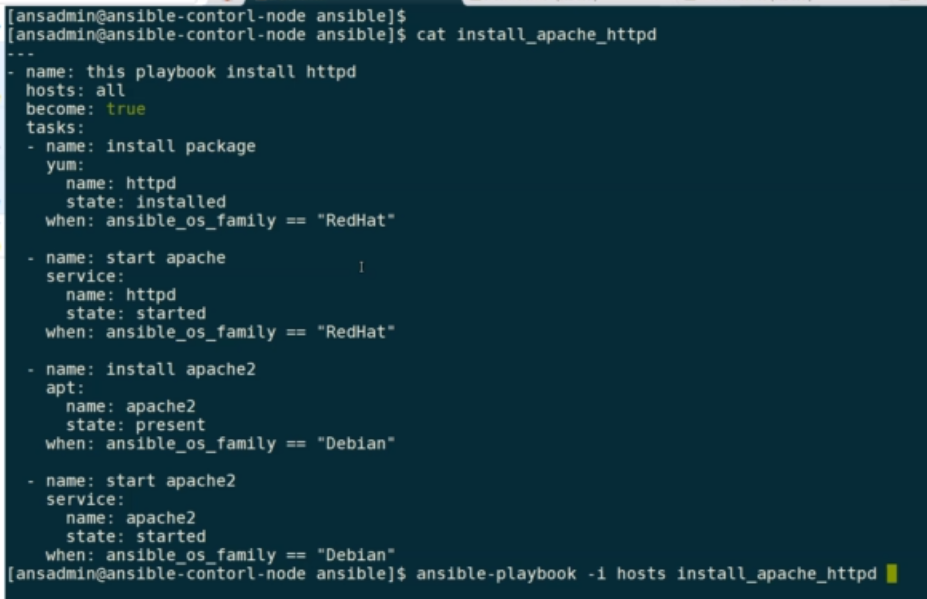 [ansadmin@ansible-contorl-node ansible]$
[ansadmin@ansible-contorl-node ansible]$ cat install_apache_httpd
---
- name: this playbook install httpd
  hosts: all
  become: true
  tasks:
  - name: install package
    yum:
      name: httpd
      state: installed
    when: ansible_os_family == "RedHat"

  - name: start apache
    service:
      name: httpd
      state: started
    when: ansible_os_family == "RedHat"

  - name: install apache2
    apt:
      name: apache2
      state: present
    when: ansible_os_family == "Debian"

  - name: start apache2
    service:
      name: apache2
      state: started
    when: ansible_os_family == "Debian"
[ansadmin@ansible-contorl-node ansible]$ ansible-playbook -i hosts install_apache_httpd